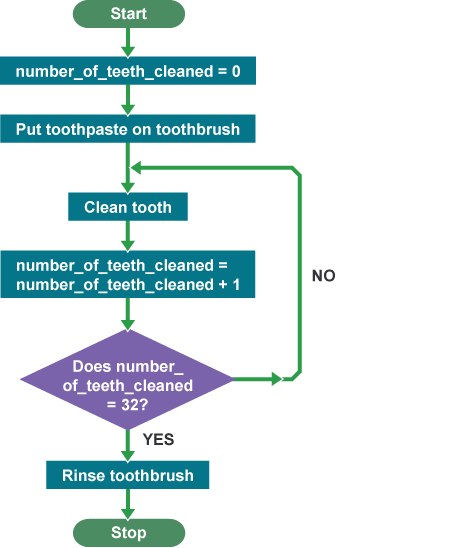 Start
number_of_teeth_cleaned = 0
Put toothpaste on toothbrush
Clean tooth
number_of_teeth_cleaned =
number_of_teeth_cleaned + 1
NO
Does number_
of_teeth_cleaned
= 32?
YES
Rinse toothbrush
Stop